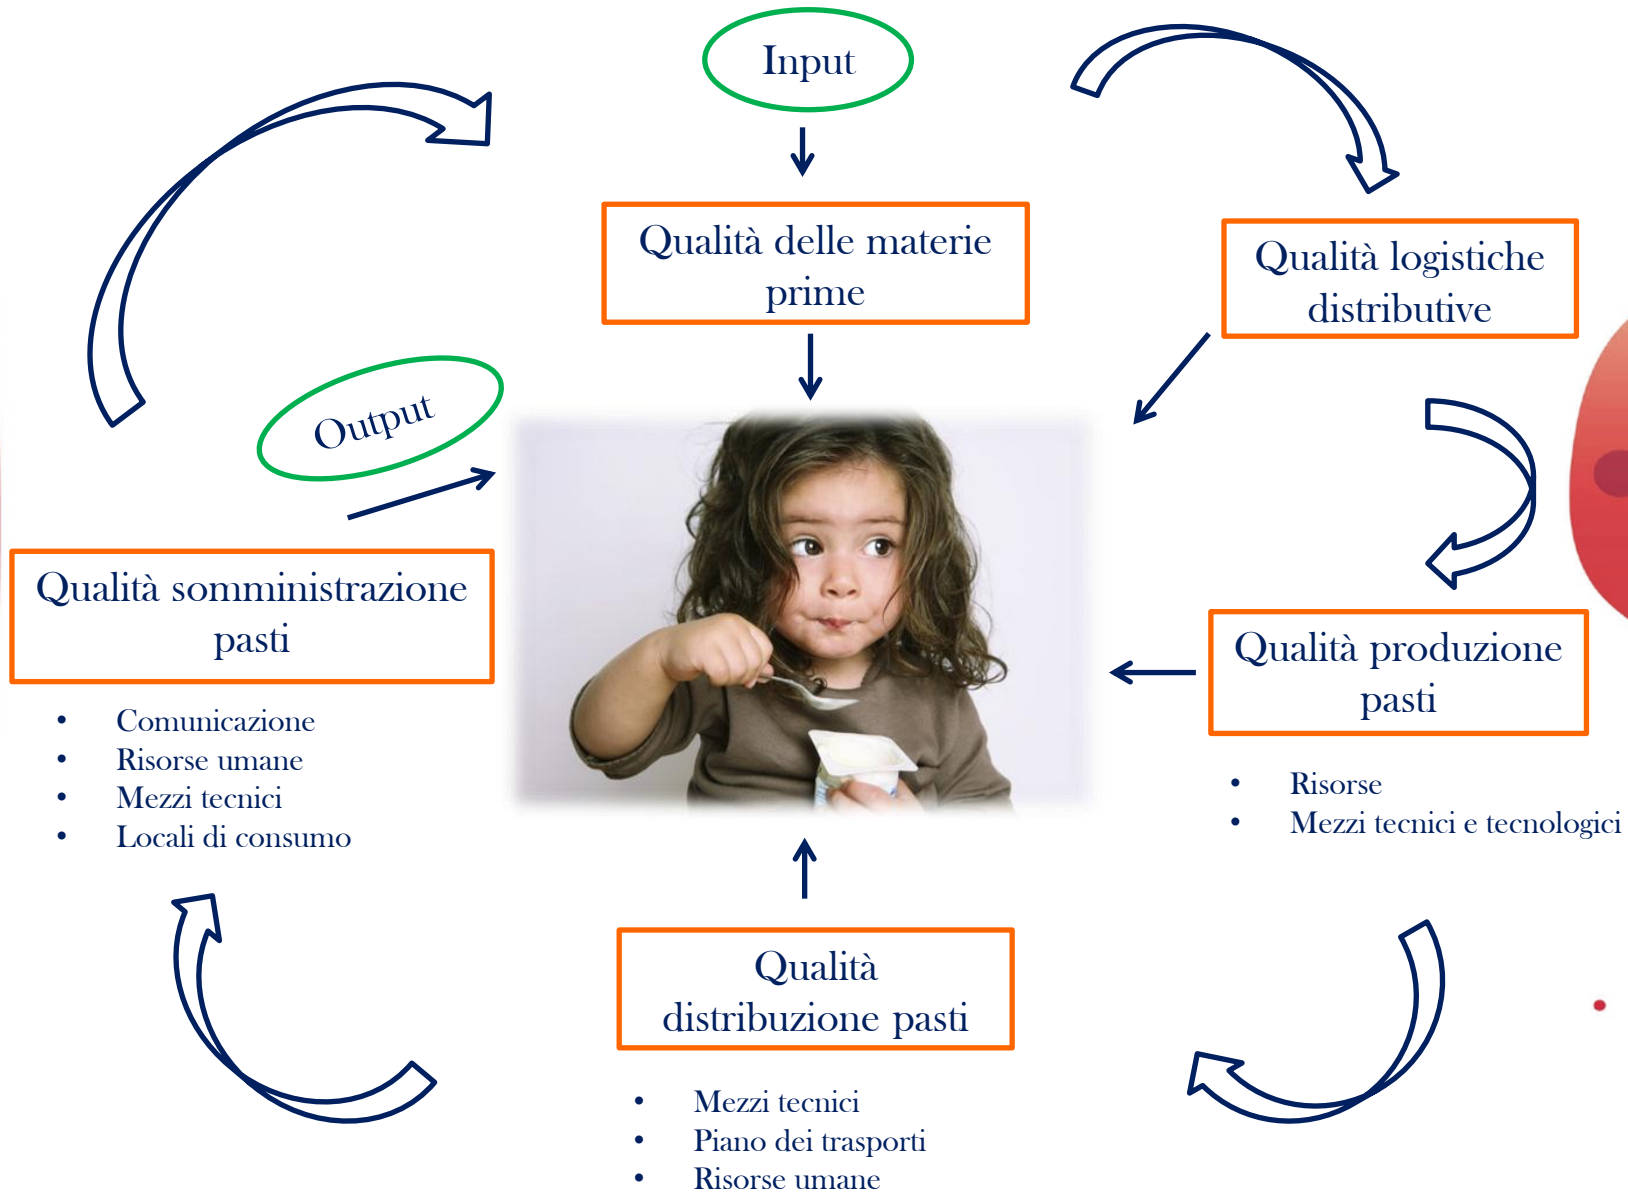 Input
Qualità delle materie
prime
Qualità logistiche
distributive
Output
Qualità somministrazione
pasti
• Comunicazione
• Risorse umane
• Mezzi tecnici
• Locali di consumo
Qualità produzione
pasti
• Risorse
• Mezzi tecnici e tecnologici
Qualità
distribuzione pasti
• Mezzi tecnici
• Piano dei trasporti
• Risorse umane